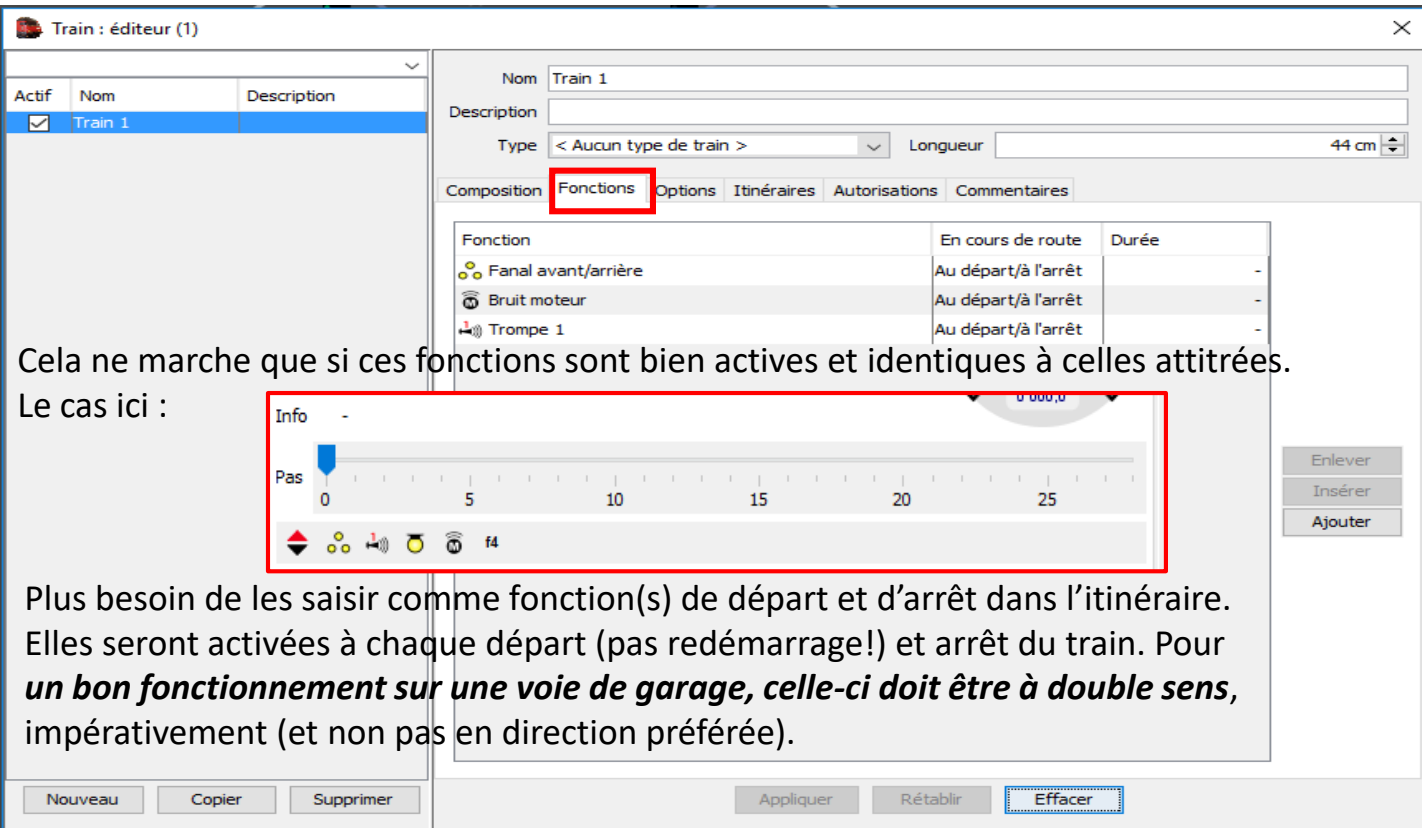 Train : éditeur (1)
Actif Nom Description
Train 1
Nom Train 1
Description
Type < Aucun type de train > Longueur 44 cm
Composition Fonctions Options Itinéraires Autorisations Commentaires
Fonction En cours de route Durée
Fanal avant/arrière Au départ/à l'arrêt -
Bruit moteur Au départ/à l'arrêt -
Trompe 1 Au départ/à l'arrêt -
Cela ne marche que si ces fonctions sont bien actives et identiques à celles attitrées.
Le cas ici :
Info -
Pas
0 5 10 15 20 25
1 M f4
Enlever
Insérer
Ajouter
Plus besoin de les saisir comme fonction(s) de départ et d’arrêt dans l’itinéraire.
Elles seront activées à chaque départ (pas redémarrage!) et arrêt du train. Pour
un bon fonctionnement sur une voie de garage, celle-ci doit être à double sens,
impérativement (et non pas en direction préférée).
Nouveau Copier Supprimer Appliquer Rétablir Effacer